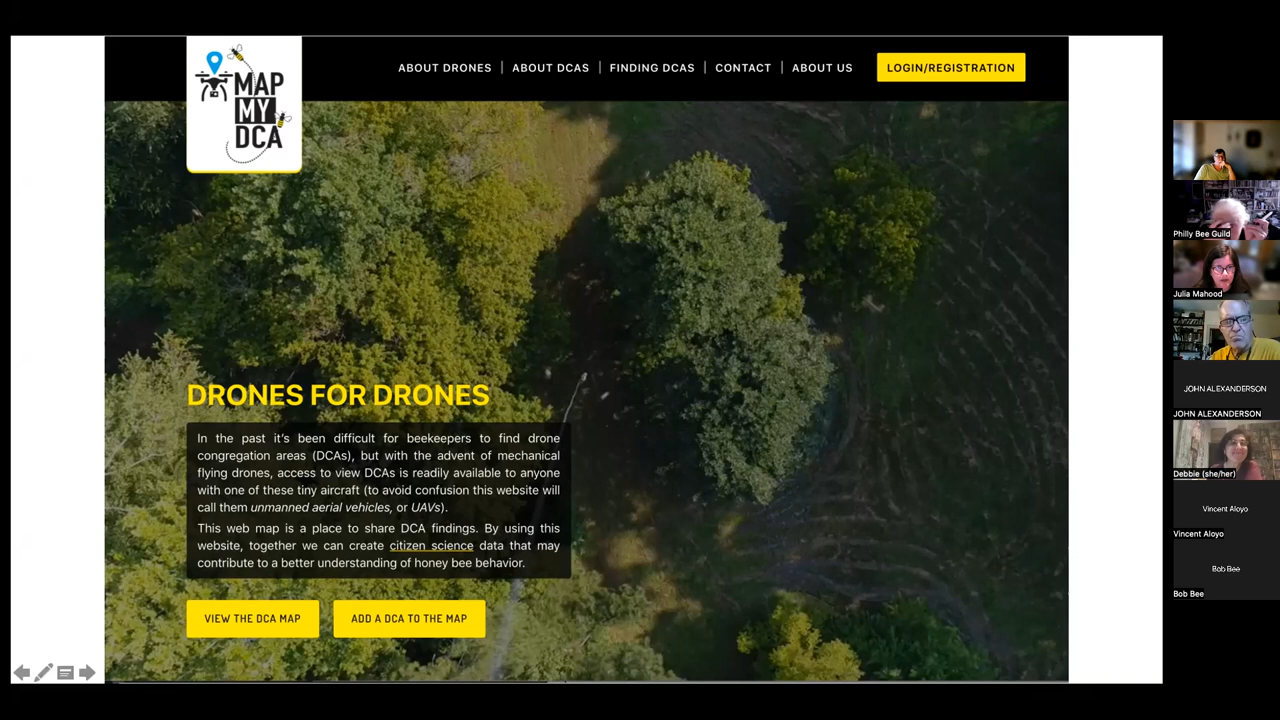 MAP
MY
DCA
ABOUT DRONES
ABOUT DCAS
FINDING DCAS
CONTACT
ABOUT US
LOGIN/REGISTRATION
DRONES FOR DRONES
In the past it's been difficult for beekeepers to find drone
congregation areas (DCAs), but with the advent of mechanical
flying drones, access to view DCAs is readily available to anyone
with one of these tiny aircraft (to avoid confusion this website will
call them unmanned aerial vehicles, or UAVs).
This web map is a place to share DCA findings. By using this
website, together we can create citizen science data that may
contribute to a better understanding of honey bee behavior.
VIEW THE DCA MAP
ADD A DCA TO THE MAP
Philly Bee Guild
Julia Mahood
JOHN ALEXANDERSON
JOHN ALEXANDERSON
Debbie (she/her)
Vincent Aloyo
Vincent Aloyo
Bob Bee
Bob Bee